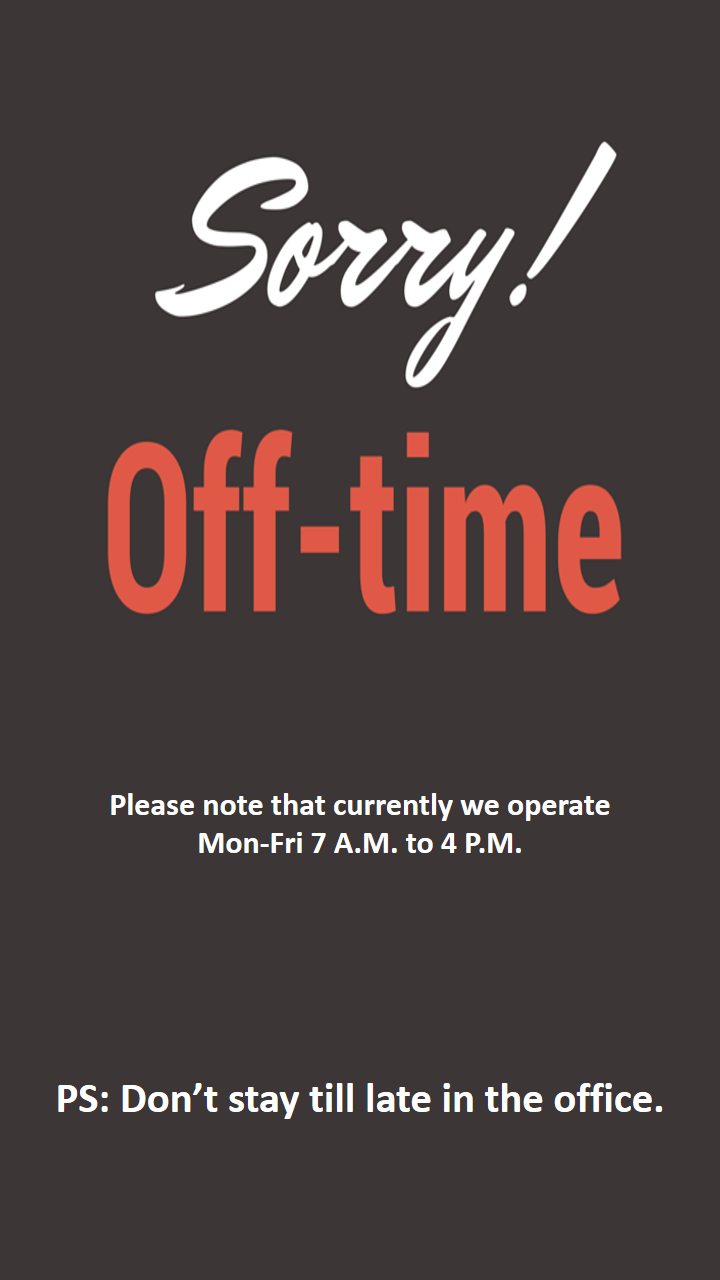 Sorry!
Off-time
Please note that currently we operate
Mon-Fri 7 A.M. to 4 P.M.
PS: Don’t stay till late in the office.